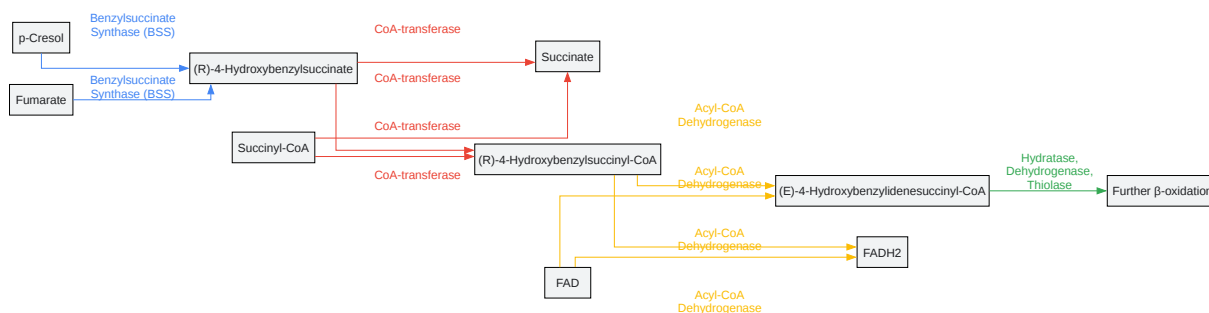 Benzylsuccinate
Synthase (BSS)
p-Cresol
CoA-transferase
Succinate
(R)-4-Hydroxybenzylsuccinate
CoA-transferase
Benzylsuccinate
Synthase (BSS)
Fumarate
Acyl-CoA
Dehydrogenase
CoA-transferase
Succinyl-CoA
(R)-4-Hydroxybenzylsuccinyl-CoA
CoA-transferase
Acyl-CoA
Dehydrogenase
Hydratase,
Dehydrogenase,
Thiolase
(E)-4-Hydroxybenzylidenesuccinyl-CoA
Further β-oxidation
Acyl-CoA
Dehydrogenase
FADH2
FAD
Acyl-CoA
Dehydrogenase